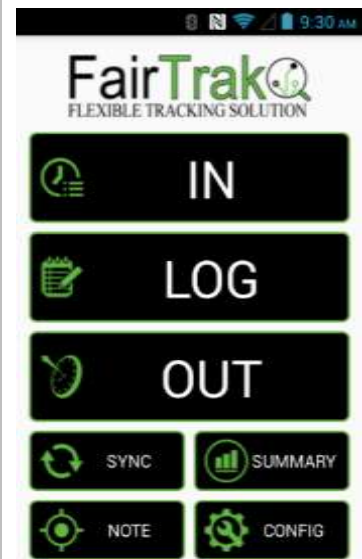 9:30 AM
FairTrak
FLEXIBLE TRACKING SOLUTION
IN
LOG
OUT
SYNC
SUMMARY
NOTE
CONFIG